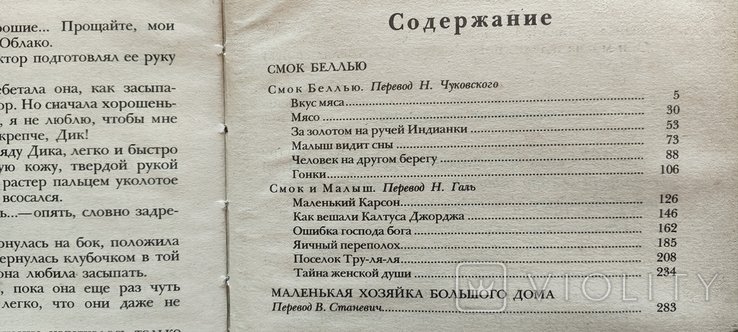 рошие... Прощайте, мои
Облако.
ктор подготовлял ее руку
ебетала она, как засыпа-
ор. Но сначала хорошень-
, я не люблю, чтобы мне
крепче, Дик!
яду Дика, легко и быстро
ую кожу, твердой рукой
растер пальцем уколотое
всосался.
ь...—опять, словно задре-
рнулась на бок, положила
вернулась клубочком в той
она любила засыпать.
, пока она еще раз чуть
легко, что они даже не
Содержание
СМОК БЕЛЛЬЮ
Смок Беллью. Перевод Н. Чуковского
Вкус мяса 5
Мясо 30
За золотом на ручей Индианки 53
Малыш видит сны 73
Человек на другом берегу 88
Гонки 106
Смок и Малыш. Перевод Н. Галь
Маленький Карсон 126
Как вешали Калтуса Джорджа 146
Ошибка господа бога 162
Яичный переполох 185
Поселок Тру-ля-ля 208
Тайна женской души 234
МАЛЕНЬКАЯ ХОЗЯЙКА БОЛЬШОГО ДОМА
Перевод В. Станевич 283
VIOLITY